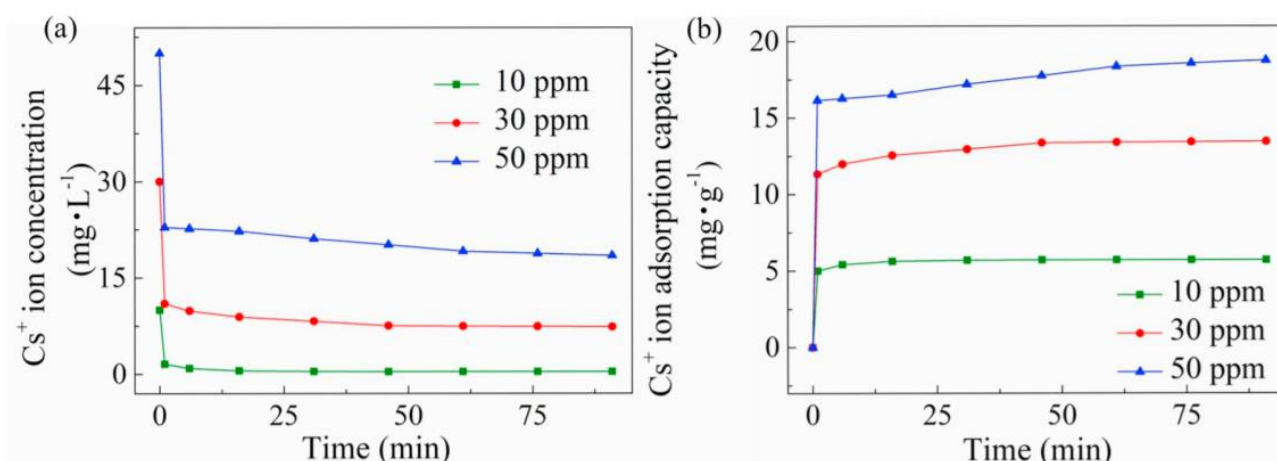 (a)
10 ppm
30 ppm
50 ppm
45
30
15
0
0
25
50
75
Time (min)
Cs⁺ ion concentration
(mg•L⁻¹)
(b)
20
15
10
5
0
10 ppm
30 ppm
50 ppm
0
25
50
75
Time (min)
Cs⁺ ion adsorption capacity
(mg•g⁻¹)